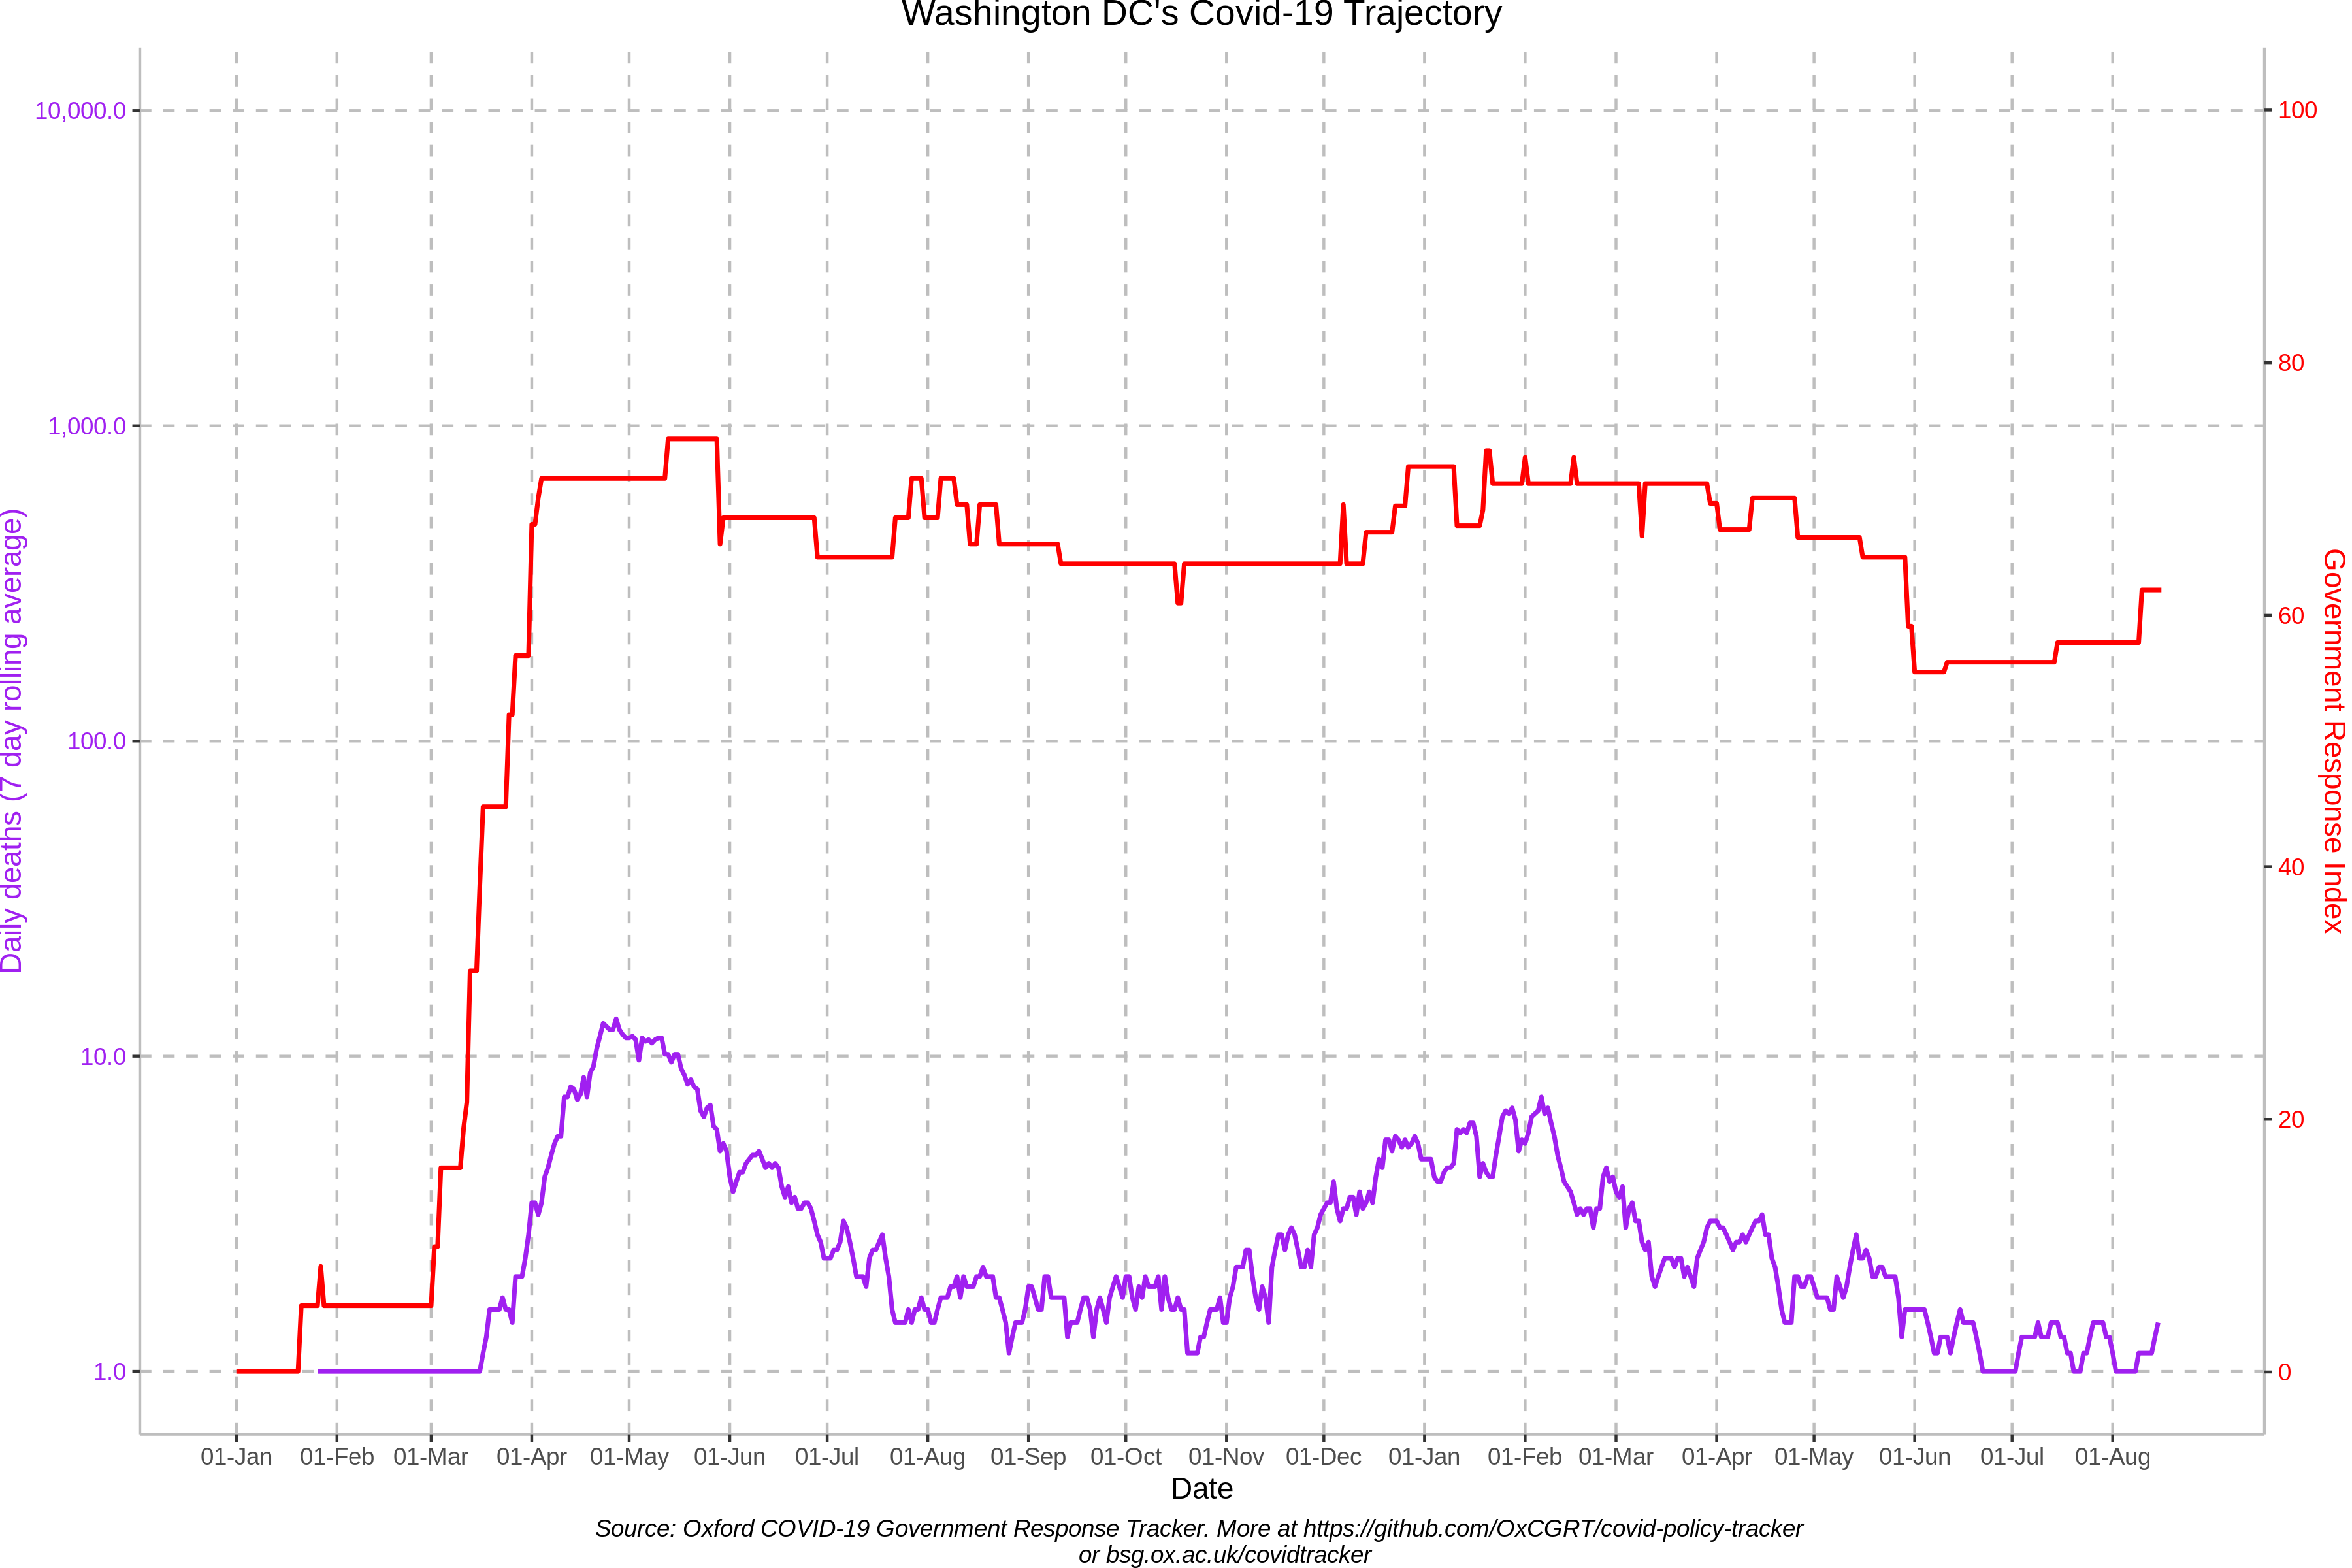 Washington DC's Covid-19 Trajectory
10,000.0
1,000.0
100.0
10.0
1.0
Daily deaths (7 day rolling average)
100
80
60
40
20
0
Government Response Index
01-Jan 01-Feb 01-Mar 01-Apr 01-May 01-Jun 01-Jul 01-Aug 01-Sep 01-Oct 01-Nov 01-Dec 01-Jan 01-Feb 01-Mar 01-Apr 01-May 01-Jun 01-Jul 01-Aug
Date
Source: Oxford COVID-19 Government Response Tracker. More at https://github.com/OxCGRT/covid-policy-tracker
or bsg.ox.ac.uk/covidtracker